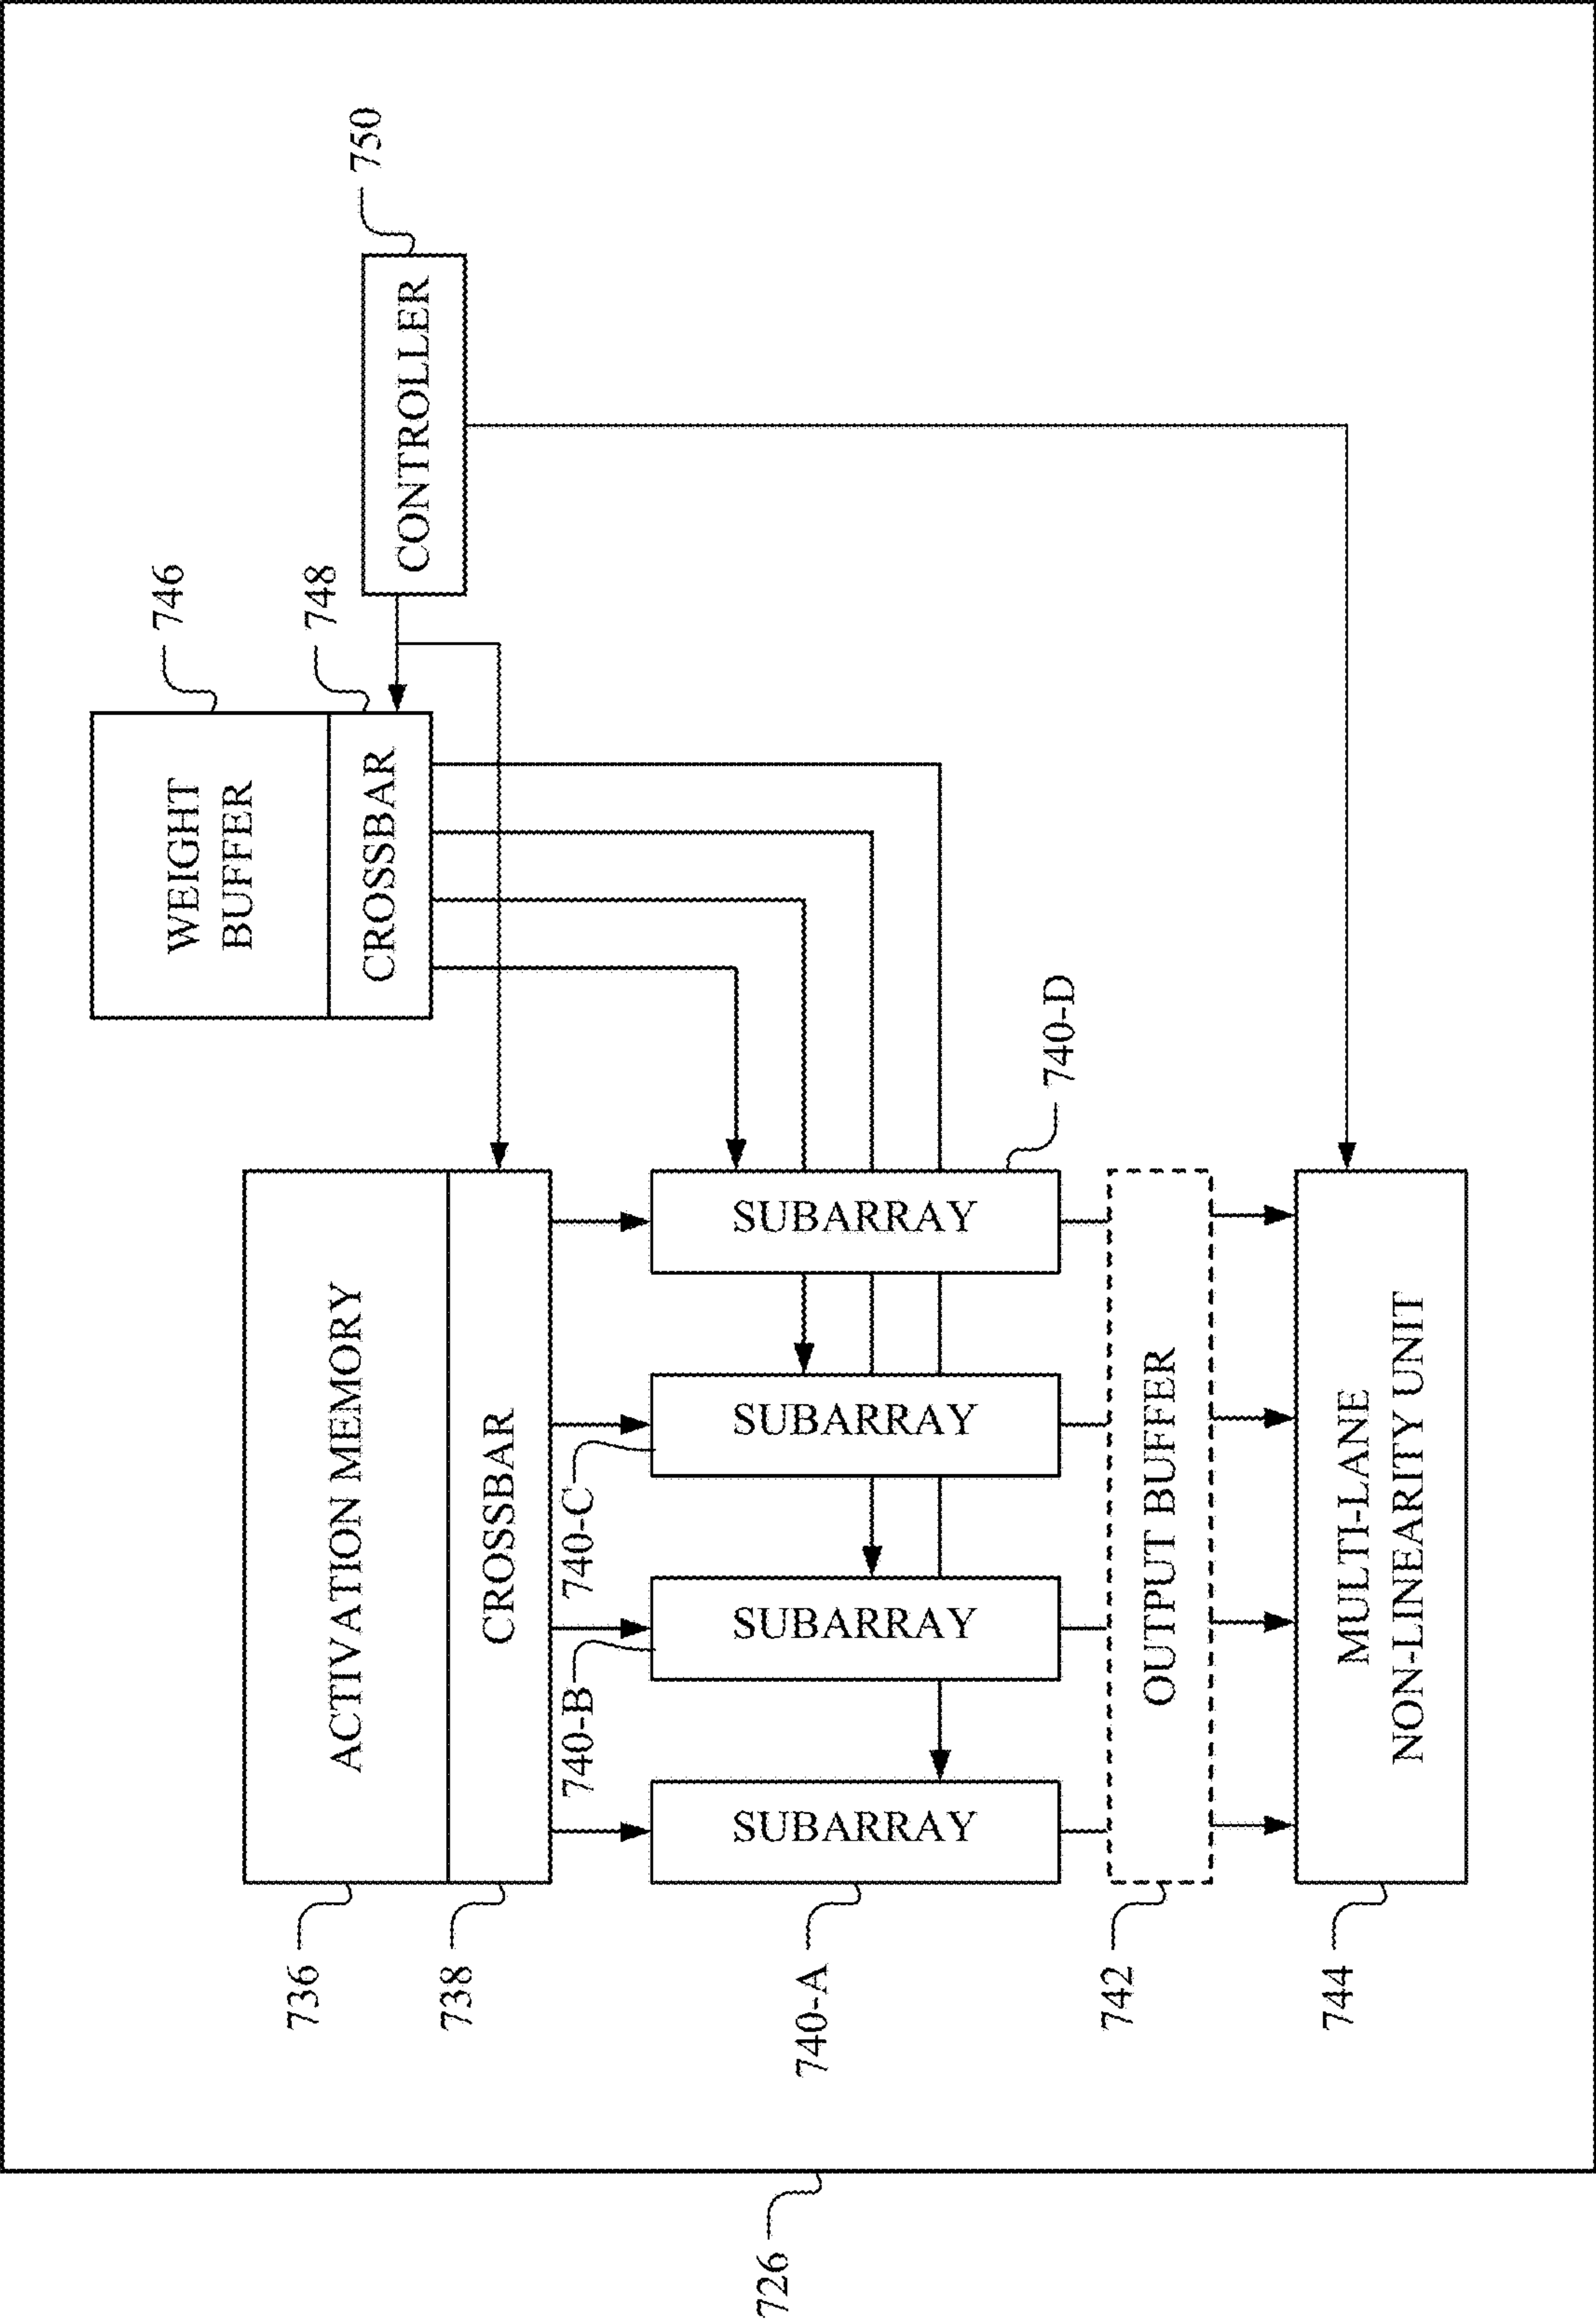 746
WEIGHT
BUFFER
748
CROSSBAR
750
CONTROLLER
736
ACTIVATION MEMORY
738
CROSSBAR
740-B
740-C
740-A
SUBARRAY
SUBARRAY
SUBARRAY
SUBARRAY
740-D
742
OUTPUT BUFFER
744
MULTI-LANE
NON-LINEARITY UNIT
726